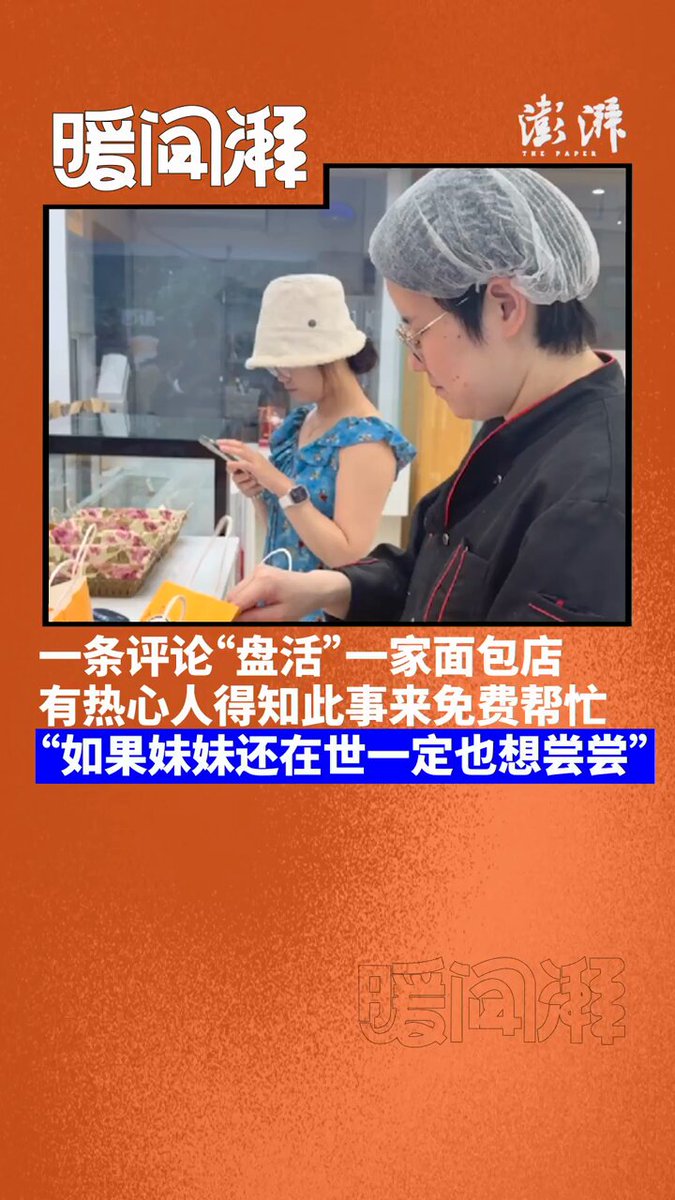 暖闻湃
澎湃
THE PAPER
一条评论“盘活”一家面包店
有热心人得知此事来免费帮忙
“如果妹妹还在世一定也想尝尝”
暖闻湃